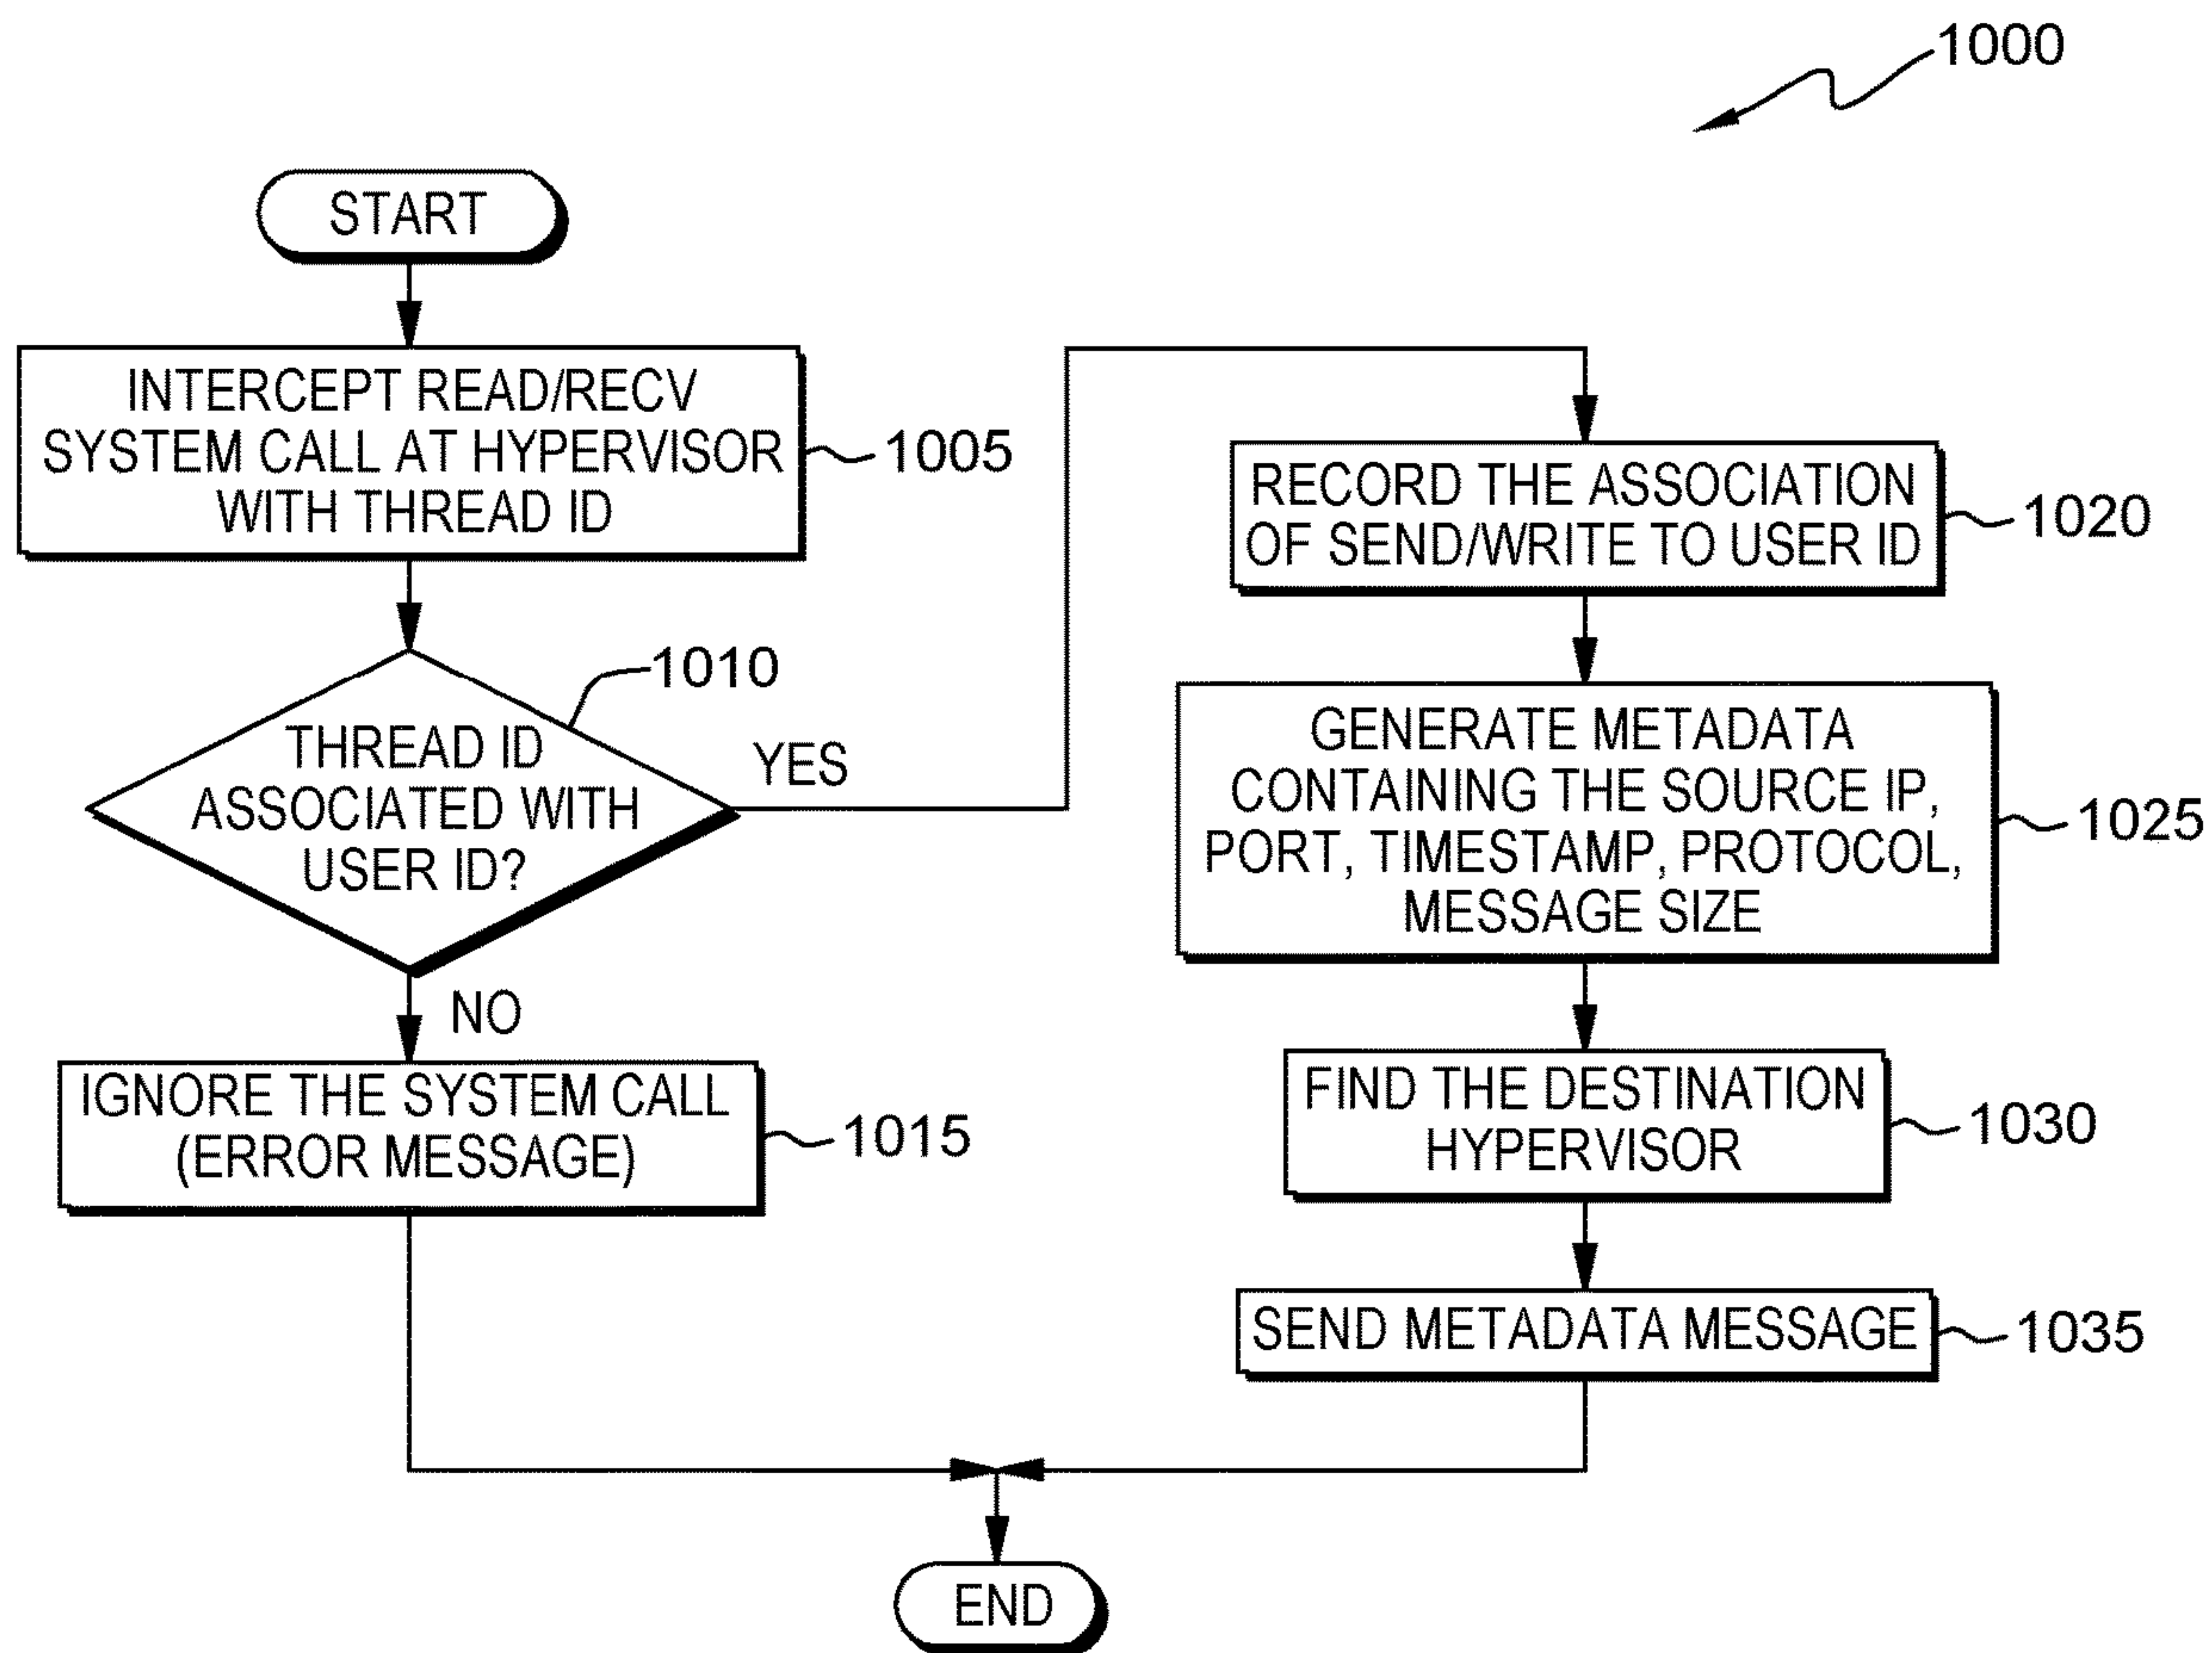 1000
START
INTERCEPT READ/RECV
SYSTEM CALL AT HYPERVISOR
WITH THREAD ID
1005
1010
THREAD ID
ASSOCIATED WITH
USER ID?
YES
NO
IGNORE THE SYSTEM CALL
(ERROR MESSAGE)
1015
RECORD THE ASSOCIATION
OF SEND/WRITE TO USER ID
1020
GENERATE METADATA
CONTAINING THE SOURCE IP,
PORT, TIMESTAMP, PROTOCOL,
MESSAGE SIZE
1025
FIND THE DESTINATION
HYPERVISOR
1030
SEND METADATA MESSAGE
1035
END